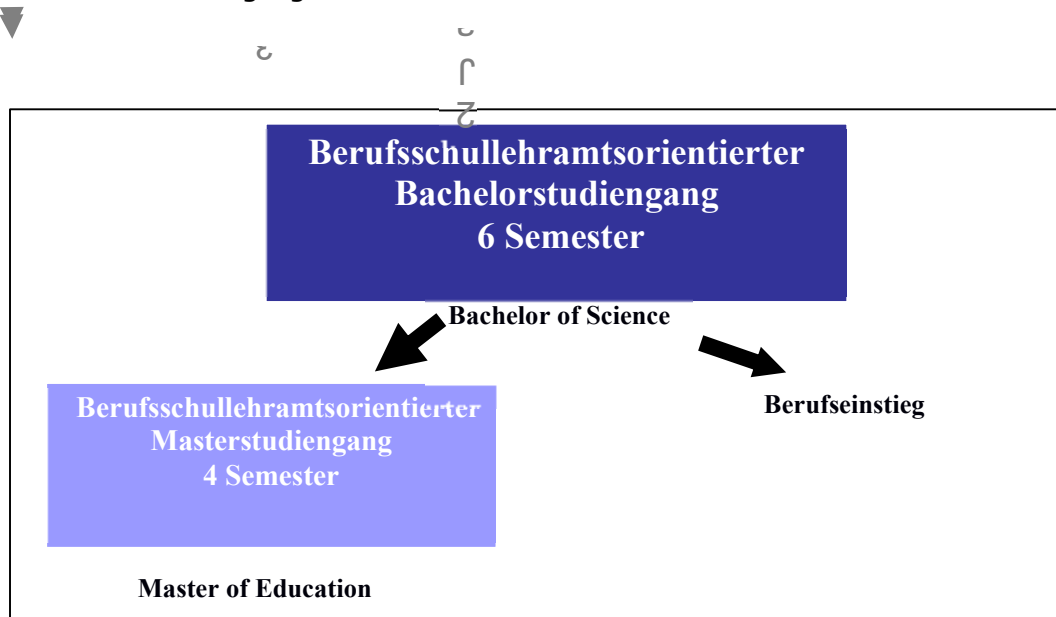 Berufsschullehramtsorientierter
Bachelorstudiengang
6 Semester
Bachelor of Science
Berufsschullehramtsorientierter
Masterstudiengang
4 Semester
Berufseinstieg
Master of Education